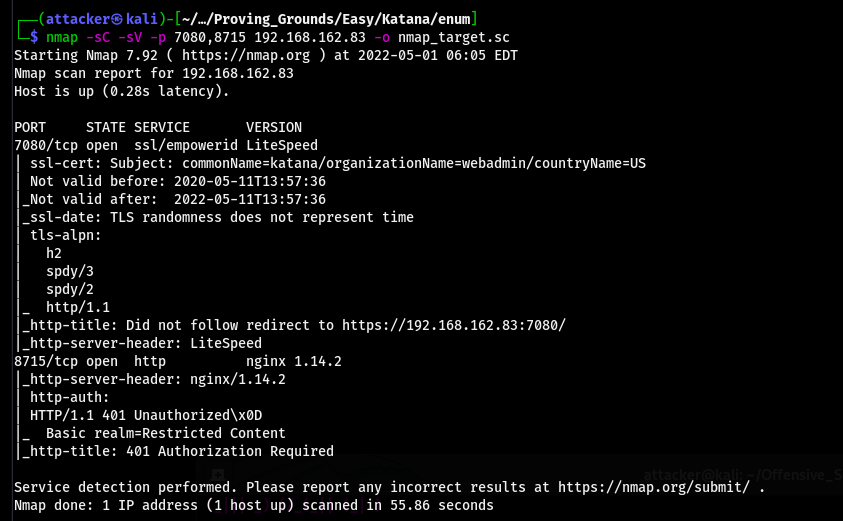 ┌──(attacker㉿kali)-[~/…/Proving_Grounds/Easy/Katana/enum]
└─$ nmap -sC -sV -p 7080,8715 192.168.162.83 -o nmap_target.sc
Starting Nmap 7.92 ( https://nmap.org ) at 2022-05-01 06:05 EDT
Nmap scan report for 192.168.162.83
Host is up (0.28s latency).
PORT     STATE SERVICE       VERSION
7080/tcp open  ssl/empowerid LiteSpeed
| ssl-cert: Subject: commonName=katana/organizationName=webadmin/countryName=US
| Not valid before: 2020-05-11T13:57:36
|_Not valid after:  2022-05-11T13:57:36
|_ssl-date: TLS randomness does not represent time
| tls-alpn:
|   h2
|   spdy/3
|   spdy/2
|_  http/1.1
|_http-title: Did not follow redirect to https://192.168.162.83:7080/
|_http-server-header: LiteSpeed
8715/tcp open  http          nginx 1.14.2
|_http-server-header: nginx/1.14.2
| http-auth:
| HTTP/1.1 401 Unauthorized\x0D
|_  Basic realm=Restricted Content
|_http-title: 401 Authorization Required
attacker@kali: ~/Offensive_S
Service detection performed. Please report any incorrect results at https://nmap.org/submit/ .
Nmap done: 1 IP address (1 host up) scanned in 55.86 seconds